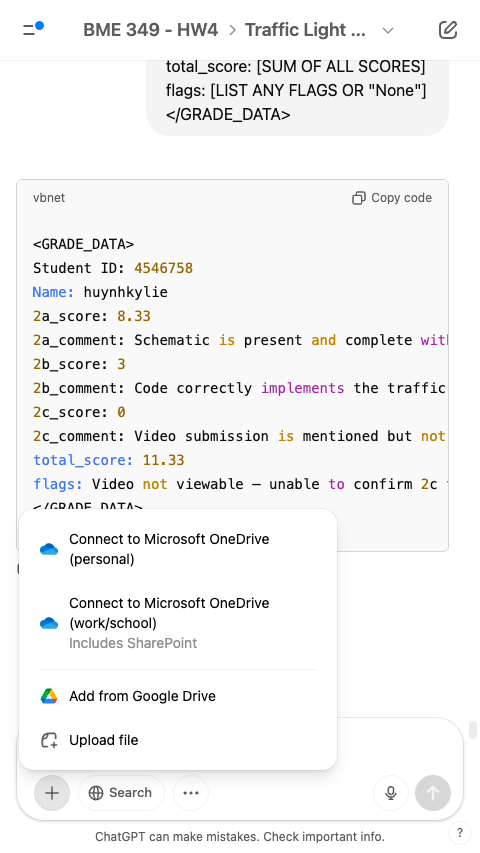 BME 349 - HW4 > Traffic Light ...
total_score: [SUM OF ALL SCORES]
flags: [LIST ANY FLAGS OR "None"]
</GRADE_DATA>
vbnet
Copy code
<GRADE_DATA>
Student ID: 4546758
Name: huynhkylie
2a_score: 8.33
2a_comment: Schematic is present and complete with
2b_score: 3
2b_comment: Code correctly implements the traffic
2c_score: 0
2c_comment: Video submission is mentioned but not
total_score: 11.33
flags: Video not viewable — unable to confirm 2c
</GRADE_DATA>
Connect to Microsoft OneDrive
(personal)
Connect to Microsoft OneDrive
(work/school)
Includes SharePoint
Add from Google Drive
Upload file
Search
ChatGPT can make mistakes. Check important info.
?